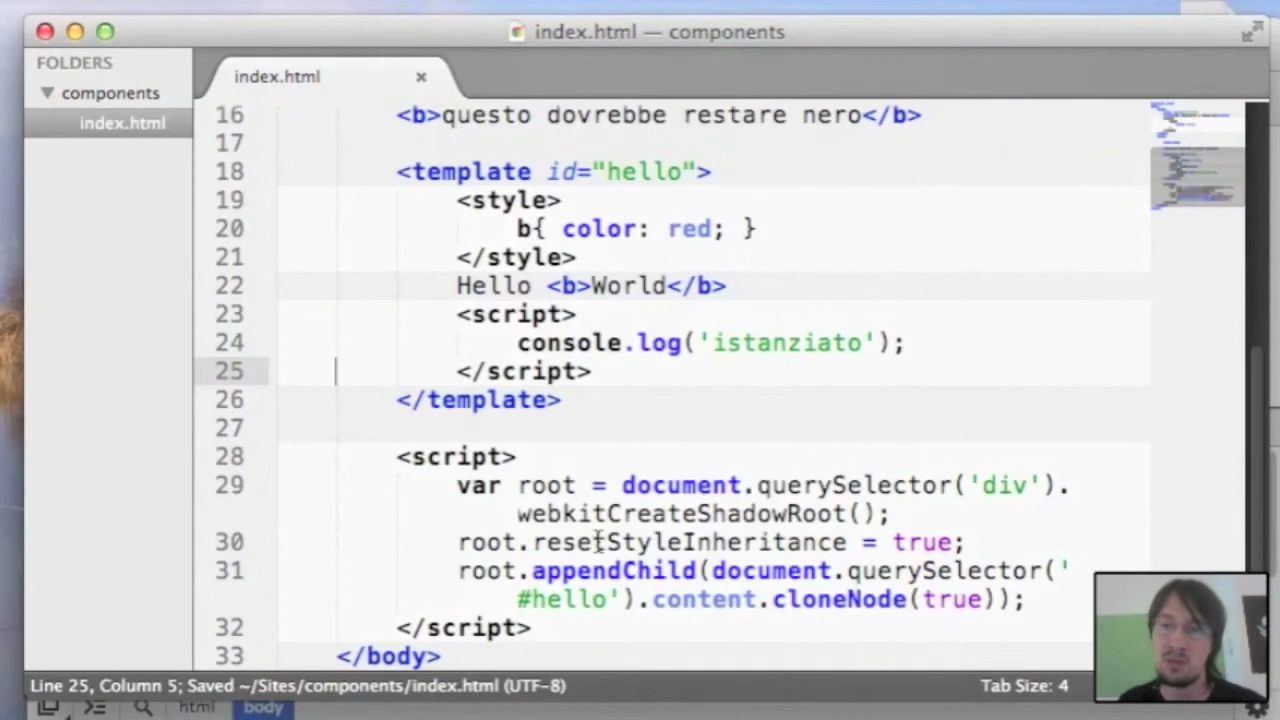 index.html — components
FOLDERS
components
index.html
index.html
16 <b>questo dovrebbe restare nero</b>
17
18 <template id="hello">
19 <style>
20 b{ color: red; }
21 </style>
22 Hello <b>World</b>
23 <script>
24 console.log('istanziato');
25 </script>
26 </template>
27
28 <script>
29 var root = document.querySelector('div').
webkitCreateShadowRoot();
30 root.resetStyleInheritance = true;
31 root.appendChild(document.querySelector('
#hello').content.cloneNode(true));
32 </script>
33 </body>
Line 25, Column 5; Saved ~/Sites/components/index.html (UTF-8)
Tab Size: 4
html
body